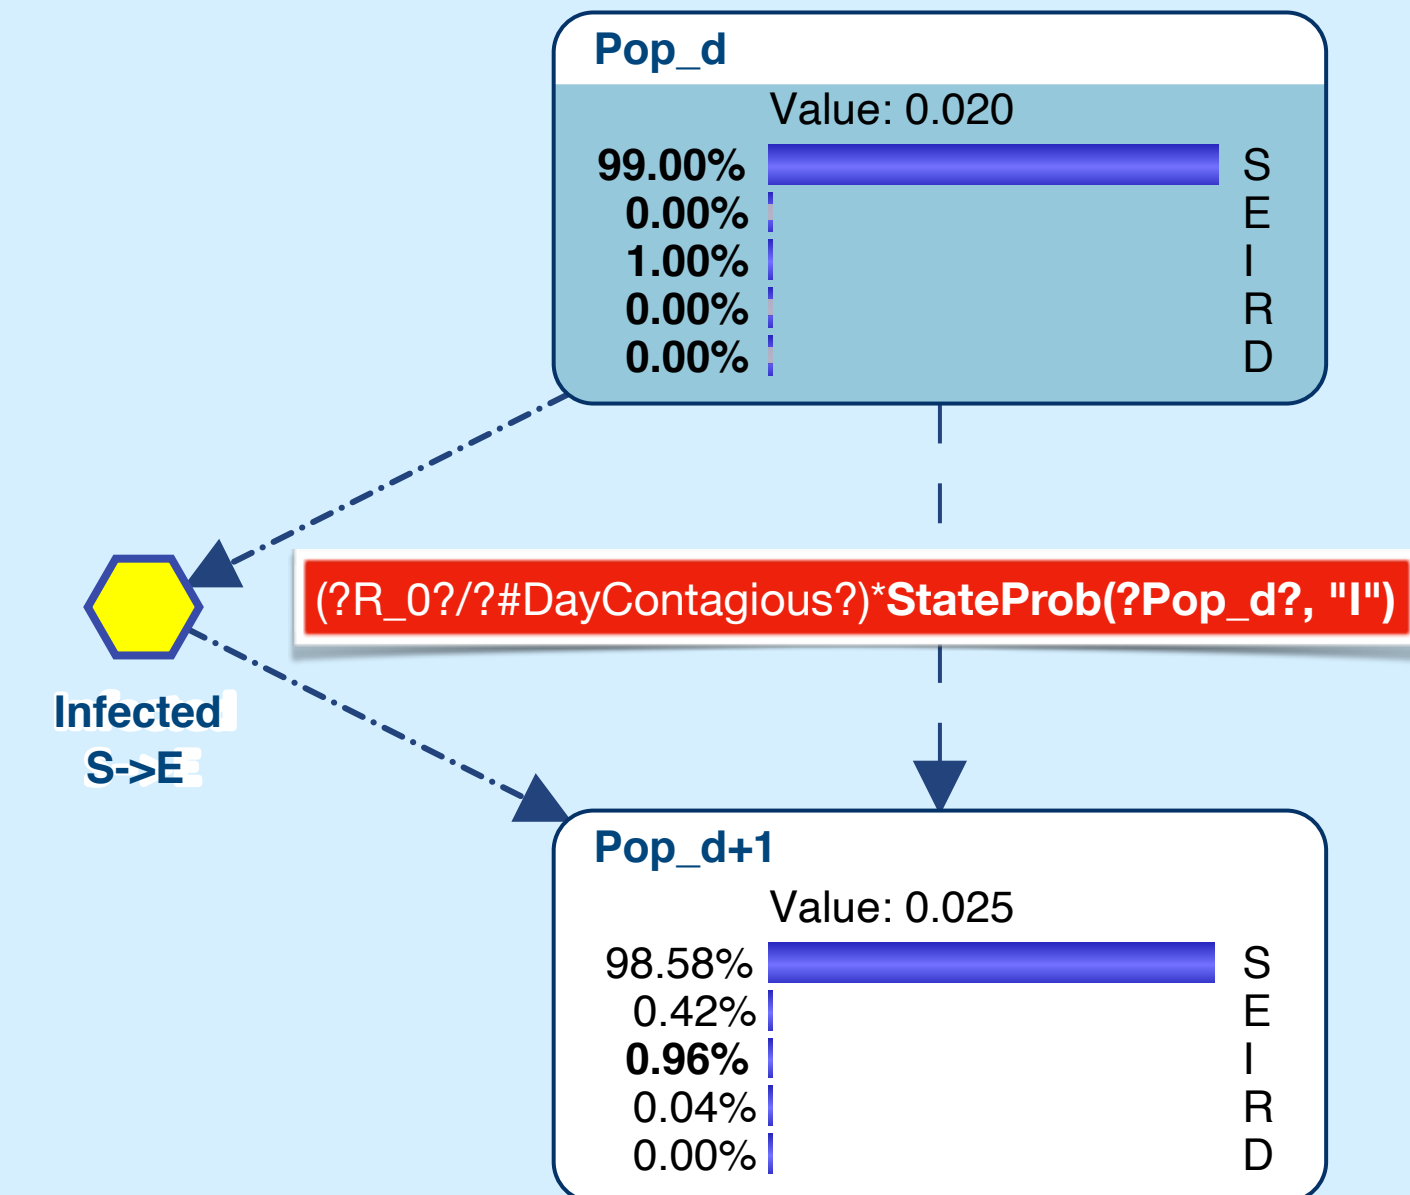 Pop_d
Value: 0.020
99.00% S
0.00% E
1.00% I
0.00% R
0.00% D
(?R_0?/?#DayContagious?)*StateProb(?Pop_d?, "I")
Infected
S->E
Pop_d+1
Value: 0.025
98.58% S
0.42% E
0.96% I
0.04% R
0.00% D